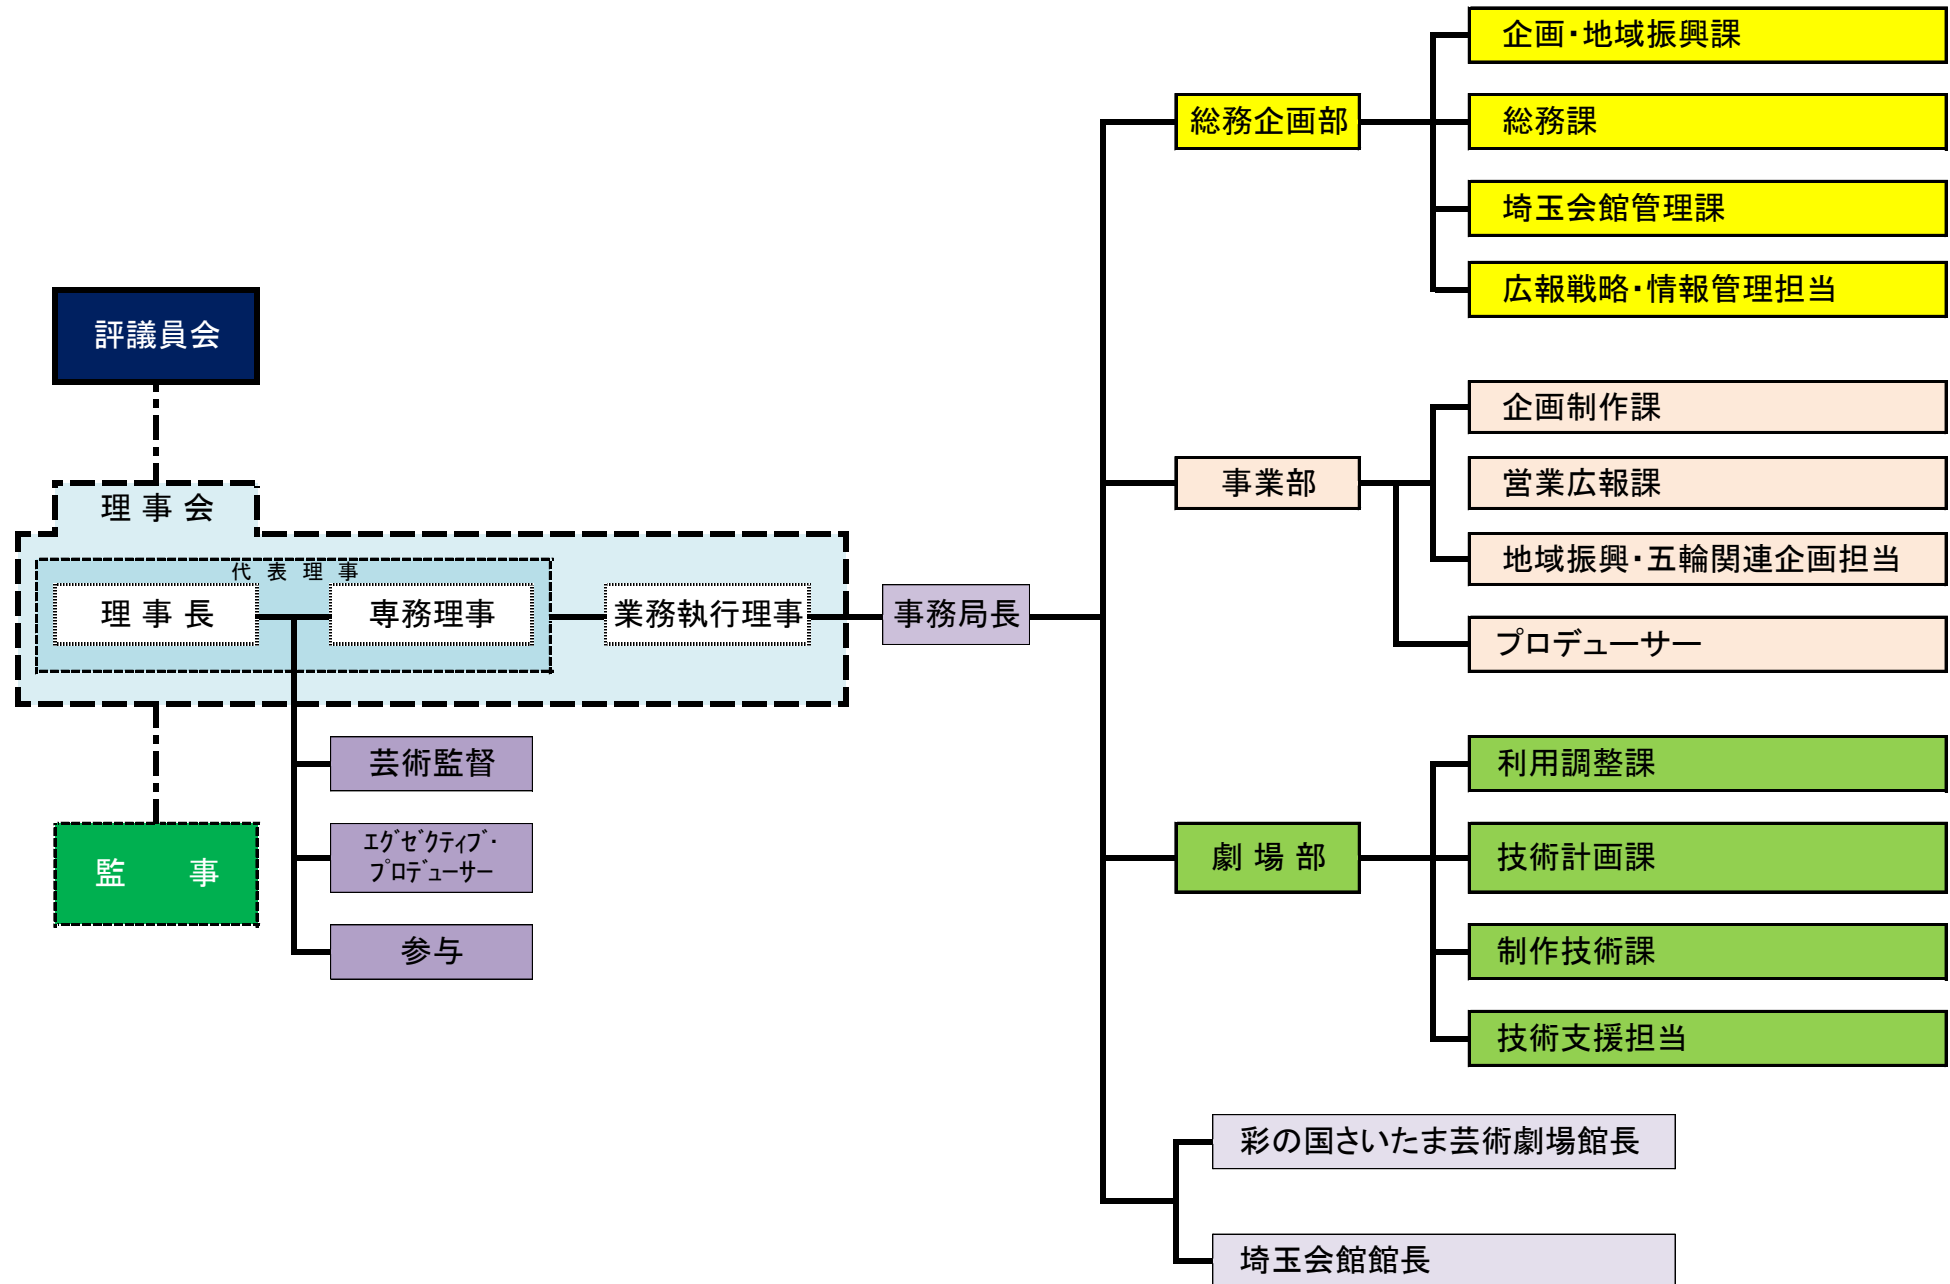 評議員会
理 事 会
代 表 理 事
理 事 長
専務理事
業務執行理事
事務局長
芸術監督
ｴｸﾞｾﾞｸﾃｨﾌﾞ・
ﾌﾟﾛﾃﾞｭｰｻｰ
参与
監　　事
総務企画部
企画・地域振興課
総務課
埼玉会館管理課
広報戦略・情報管理担当
事業部
企画制作課
営業広報課
地域振興・五輪関連企画担当
プロデューサー
劇 場 部
利用調整課
技術計画課
制作技術課
技術支援担当
彩の国さいたま芸術劇場館長
埼玉会館館長